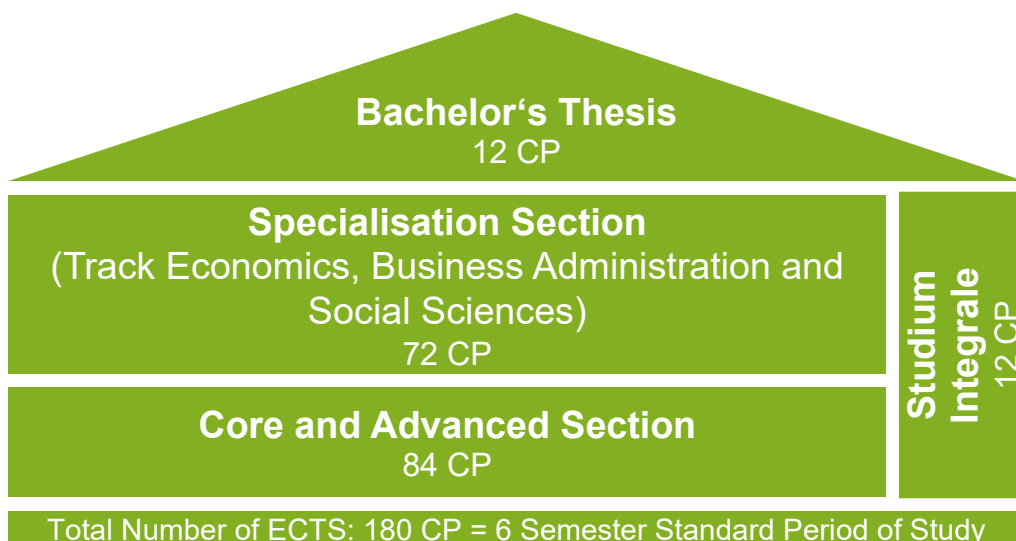 Bachelor‘s Thesis
12 CP
Specialisation Section
(Track Economics, Business Administration and
Social Sciences)
72 CP
Studium
Integrale
12 CP
Core and Advanced Section
84 CP
Total Number of ECTS: 180 CP = 6 Semester Standard Period of Study